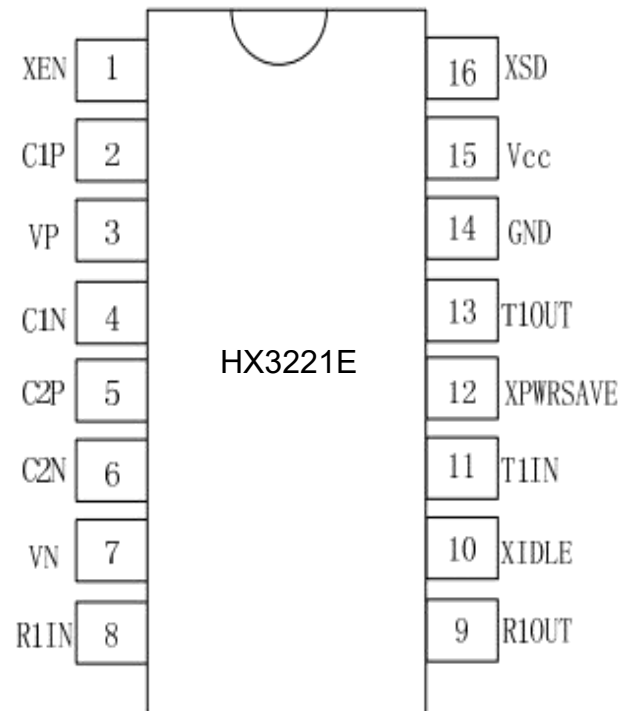 XEN 1 16 XSD
C1P 2 15 Vcc
VP 3 14 GND
C1N 4 13 T1OUT
HX3221E
C2P 5 12 XPWRSAVE
C2N 6 11 T1IN
VN 7 10 XIDLE
R1IN 8 9 R1OUT